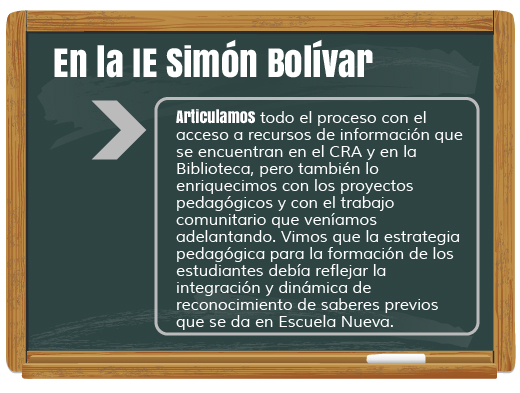 En la IE Simón Bolívar
Articulamos todo el proceso con el
acceso a recursos de información que
se encuentran en el CRA y en la
Biblioteca, pero también lo
enriquecimos con los proyectos
pedagógicos y con el trabajo
comunitario que veníamos
adelantando. Vimos que la estrategia
pedagógica para la formación de los
estudiantes debía reflejar la
integración y dinámica de
reconocimiento de saberes previos
que se da en Escuela Nueva.